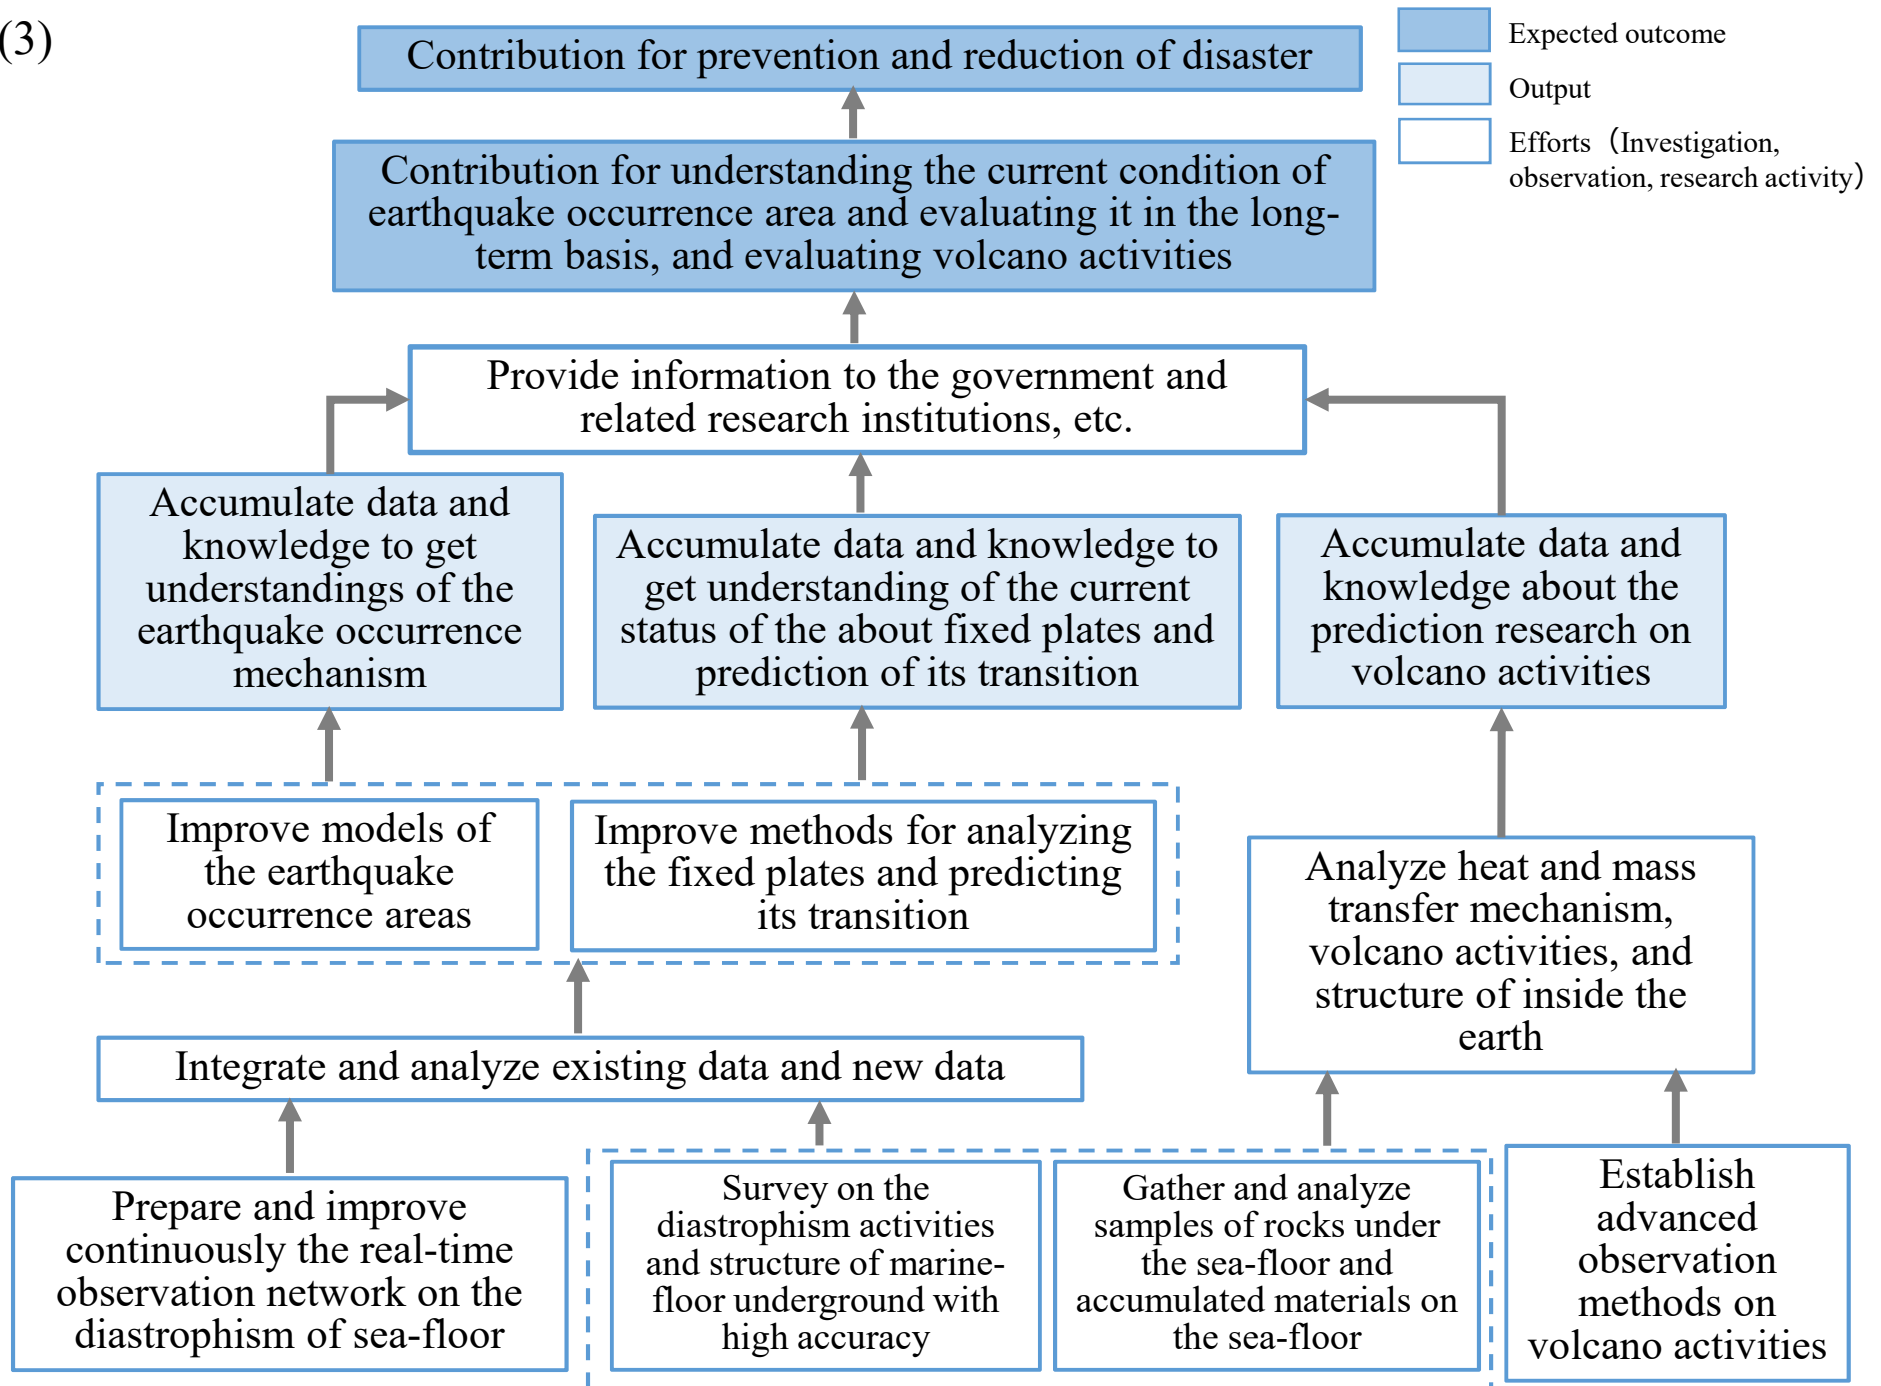 (3)
Contribution for prevention and reduction of disaster
Expected outcome
Output
Efforts（Investigation,
observation, research activity）
Contribution for understanding the current condition of
earthquake occurrence area and evaluating it in the long-
term basis, and evaluating volcano activities
Provide information to the government and
related research institutions, etc.
Accumulate data and
knowledge to get
understandings of the
earthquake occurrence
mechanism
Accumulate data and knowledge to
get understanding of the current
status of the about fixed plates and
prediction of its transition
Accumulate data and
knowledge about the
prediction research on
volcano activities
Improve models of
the earthquake
occurrence areas
Improve methods for analyzing
the fixed plates and predicting
its transition
Analyze heat and mass
transfer mechanism,
volcano activities, and
structure of inside the
earth
Integrate and analyze existing data and new data
Prepare and improve
continuously the real-time
observation network on the
diastrophism of sea-floor
Survey on the
diastrophism activities
and structure of marine-
floor underground with
high accuracy
Gather and analyze
samples of rocks under
the sea-floor and
accumulated materials on
the sea-floor
Establish
advanced
observation
methods on
volcano activities